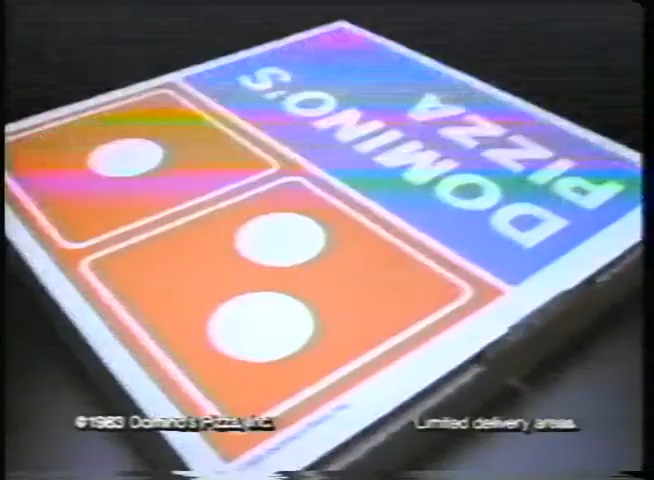 DOMINO'S
PIZZA
©1983 Domino's Pizza, Inc.
Limited delivery areas.